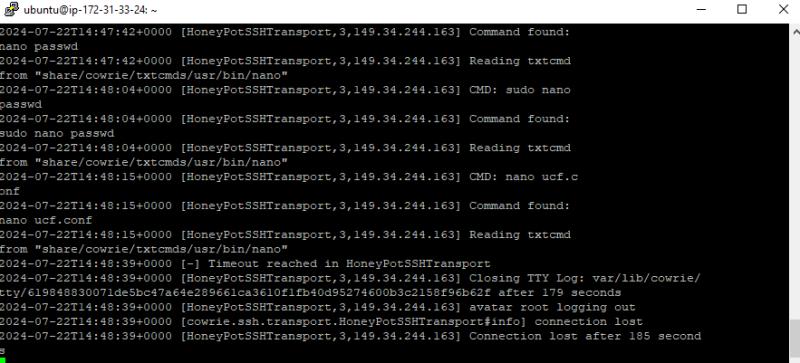 ubuntu@ip-172-31-33-24: ~
2024-07-22T14:47:42+0000 [HoneyPotSSHTransport,3,149.34.244.163] Command found:
nano passwd
2024-07-22T14:47:42+0000 [HoneyPotSSHTransport,3,149.34.244.163] Reading txtcmd
from "share/cowrie/txtcmds/usr/bin/nano"
2024-07-22T14:48:04+0000 [HoneyPotSSHTransport,3,149.34.244.163] CMD: sudo nano
passwd
2024-07-22T14:48:04+0000 [HoneyPotSSHTransport,3,149.34.244.163] Command found:
sudo nano passwd
2024-07-22T14:48:04+0000 [HoneyPotSSHTransport,3,149.34.244.163] Reading txtcmd
from "share/cowrie/txtcmds/usr/bin/nano"
2024-07-22T14:48:15+0000 [HoneyPotSSHTransport,3,149.34.244.163] CMD: nano ucf.c
onf
2024-07-22T14:48:15+0000 [HoneyPotSSHTransport,3,149.34.244.163] Command found:
nano ucf.conf
2024-07-22T14:48:15+0000 [HoneyPotSSHTransport,3,149.34.244.163] Reading txtcmd
from "share/cowrie/txtcmds/usr/bin/nano"
2024-07-22T14:48:39+0000 [-] Timeout reached in HoneyPotSSHTransport
2024-07-22T14:48:39+0000 [HoneyPotSSHTransport,3,149.34.244.163] Closing TTY Log: var/lib/cowrie/
tty/619848830071de5bc47a64e289661ca3610f1fb40d95274600b3c2158f96b62f after 179 seconds
2024-07-22T14:48:39+0000 [HoneyPotSSHTransport,3,149.34.244.163] avatar root logging out
2024-07-22T14:48:39+0000 [cowrie.ssh.transport.HoneyPotSSHTransport#info] connection lost
2024-07-22T14:48:39+0000 [HoneyPotSSHTransport,3,149.34.244.163] Connection lost after 185 second
s